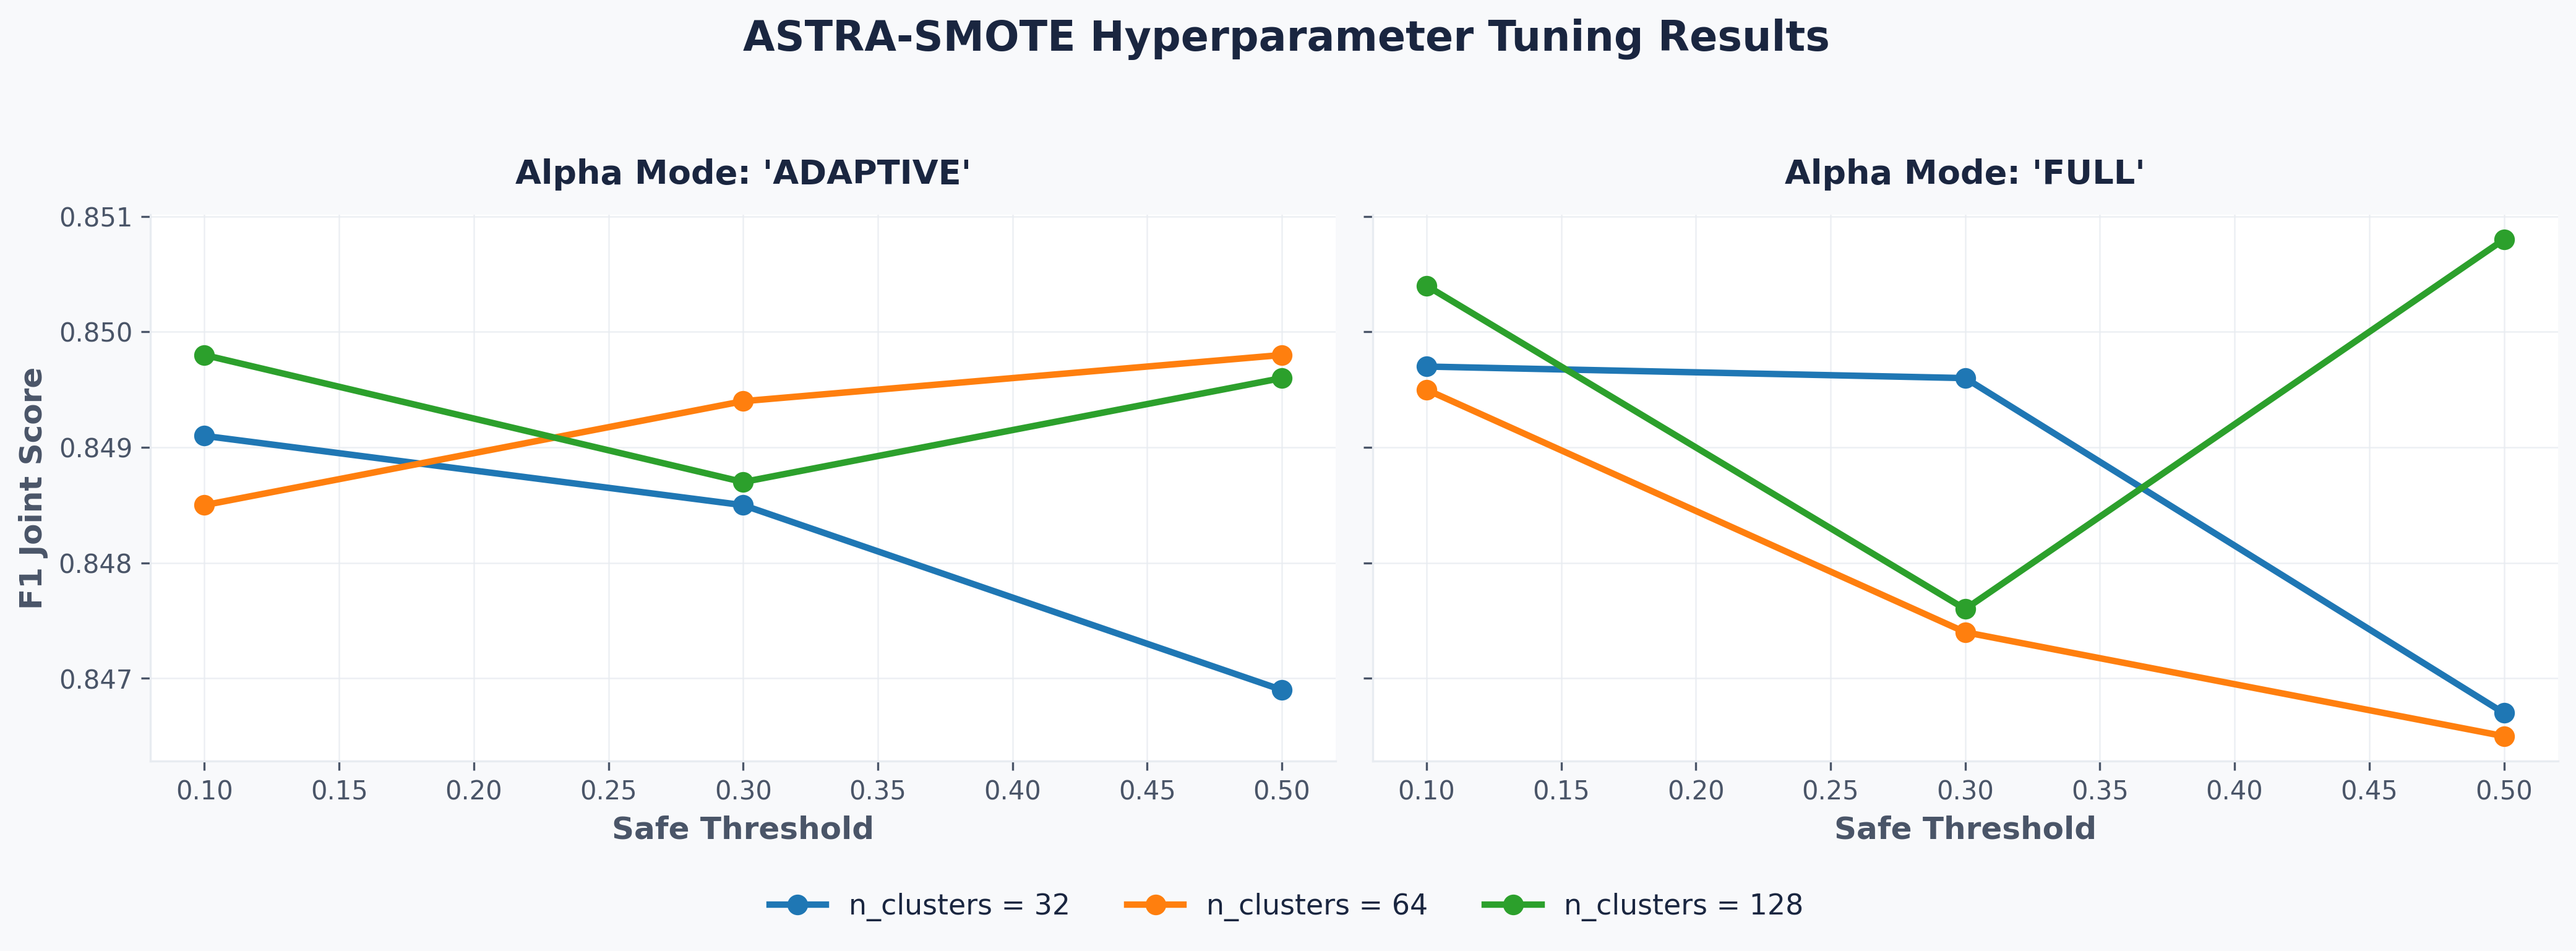 ASTRA-SMOTE Hyperparameter Tuning Results
Alpha Mode: 'ADAPTIVE'
Alpha Mode: 'FULL'
F1 Joint Score
0.851
0.850
0.849
0.848
0.847
0.10 0.15 0.20 0.25 0.30 0.35 0.40 0.45 0.50
0.10 0.15 0.20 0.25 0.30 0.35 0.40 0.45 0.50
Safe Threshold
Safe Threshold
n_clusters = 32
n_clusters = 64
n_clusters = 128